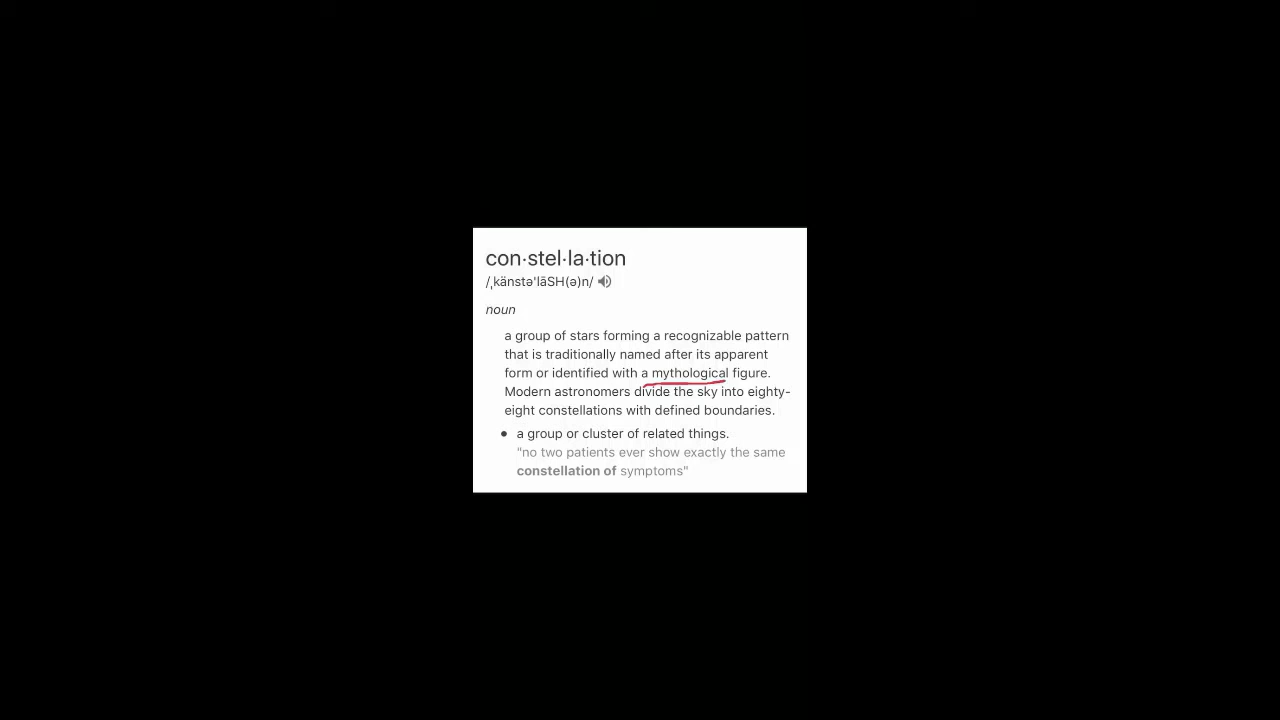 con·stel·la·tion
/ˌkänstəˈlāSH(ə)n/
noun
a group of stars forming a recognizable pattern
that is traditionally named after its apparent
form or identified with a mythological figure.
Modern astronomers divide the sky into eighty-
eight constellations with defined boundaries.
• a group or cluster of related things.
"no two patients ever show exactly the same
constellation of symptoms"